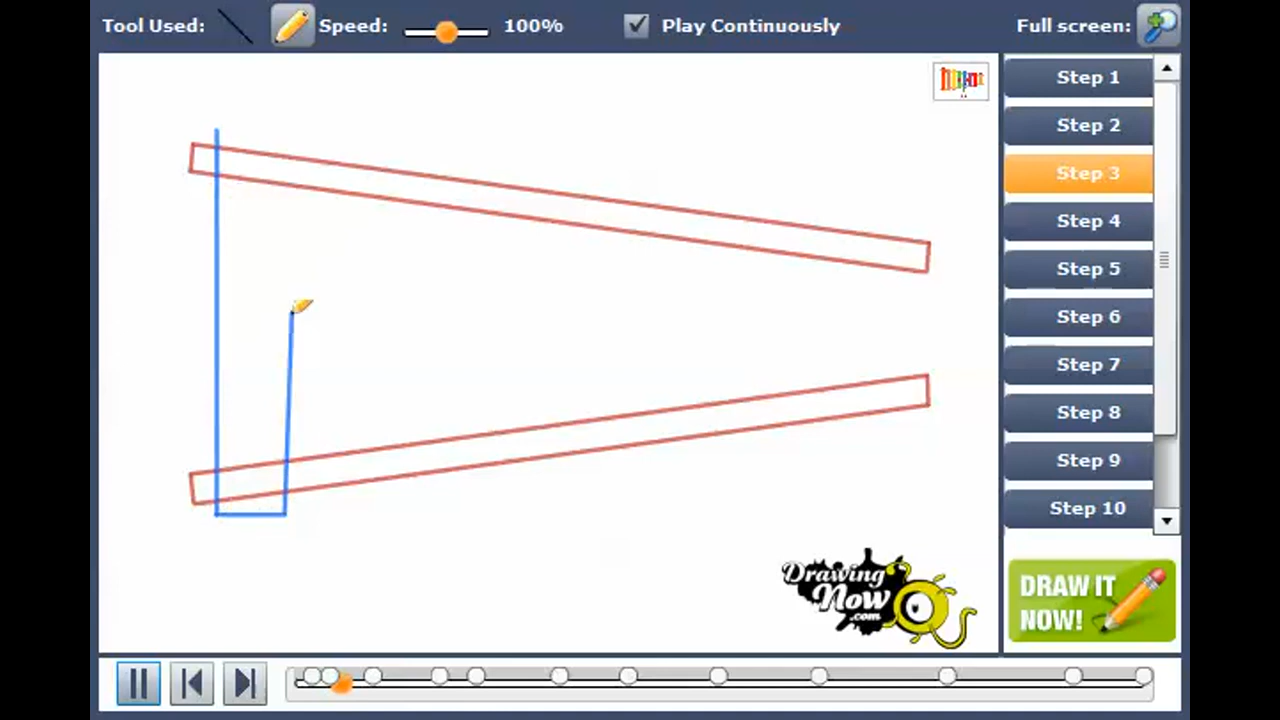 Tool Used:
Speed:
100%
Play Continuously
Full screen:
Step 1
Step 2
Step 3
Step 4
Step 5
Step 6
Step 7
Step 8
Step 9
Step 10
Drawing
Now
.com
DRAW IT
NOW!